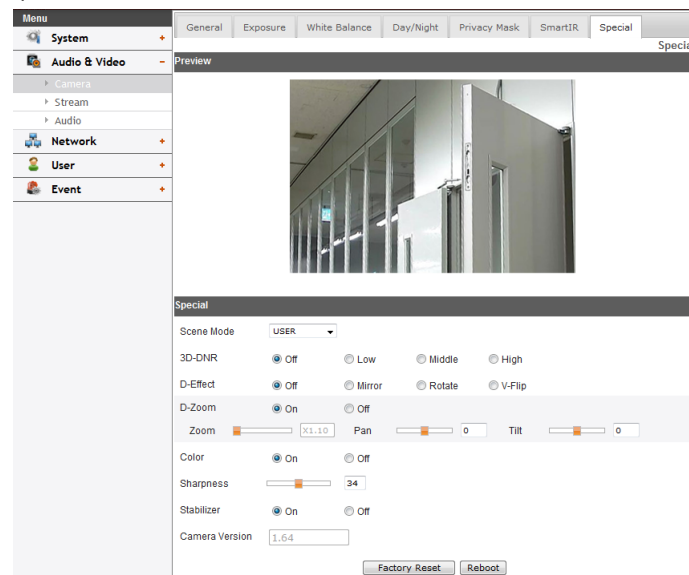 Menu
System +
Audio & Video -
Camera
Stream
Audio
Network +
User +
Event +
General Exposure White Balance Day/Night Privacy Mask SmartIR Special
Preview
Special
Scene Mode USER
3D-DNR Off Low Middle High
D-Effect Off Mirror Rotate V-Flip
D-Zoom On Off
Zoom X1.10 Pan 0 Tilt 0
Color On Off
Sharpness 34
Stabilizer On Off
Camera Version 1.64
Factory Reset Reboot